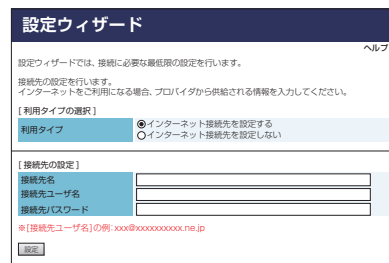 設定ウィザード
ヘルプ
設定ウィザードでは、接続に必要な最低限の設定を行います。
接続先の設定を行います。
インターネットをご利用になる場合、プロバイダから供給される情報を入力してください。
[利用タイプの選択]
利用タイプ
インターネット接続先を設定する
インターネット接続先を設定しない
[接続先の設定]
接続先名
接続先ユーザ名
接続先パスワード
※[接続先ユーザ名]の例: xxx@xxxxxxxxxx.ne.jp
設定